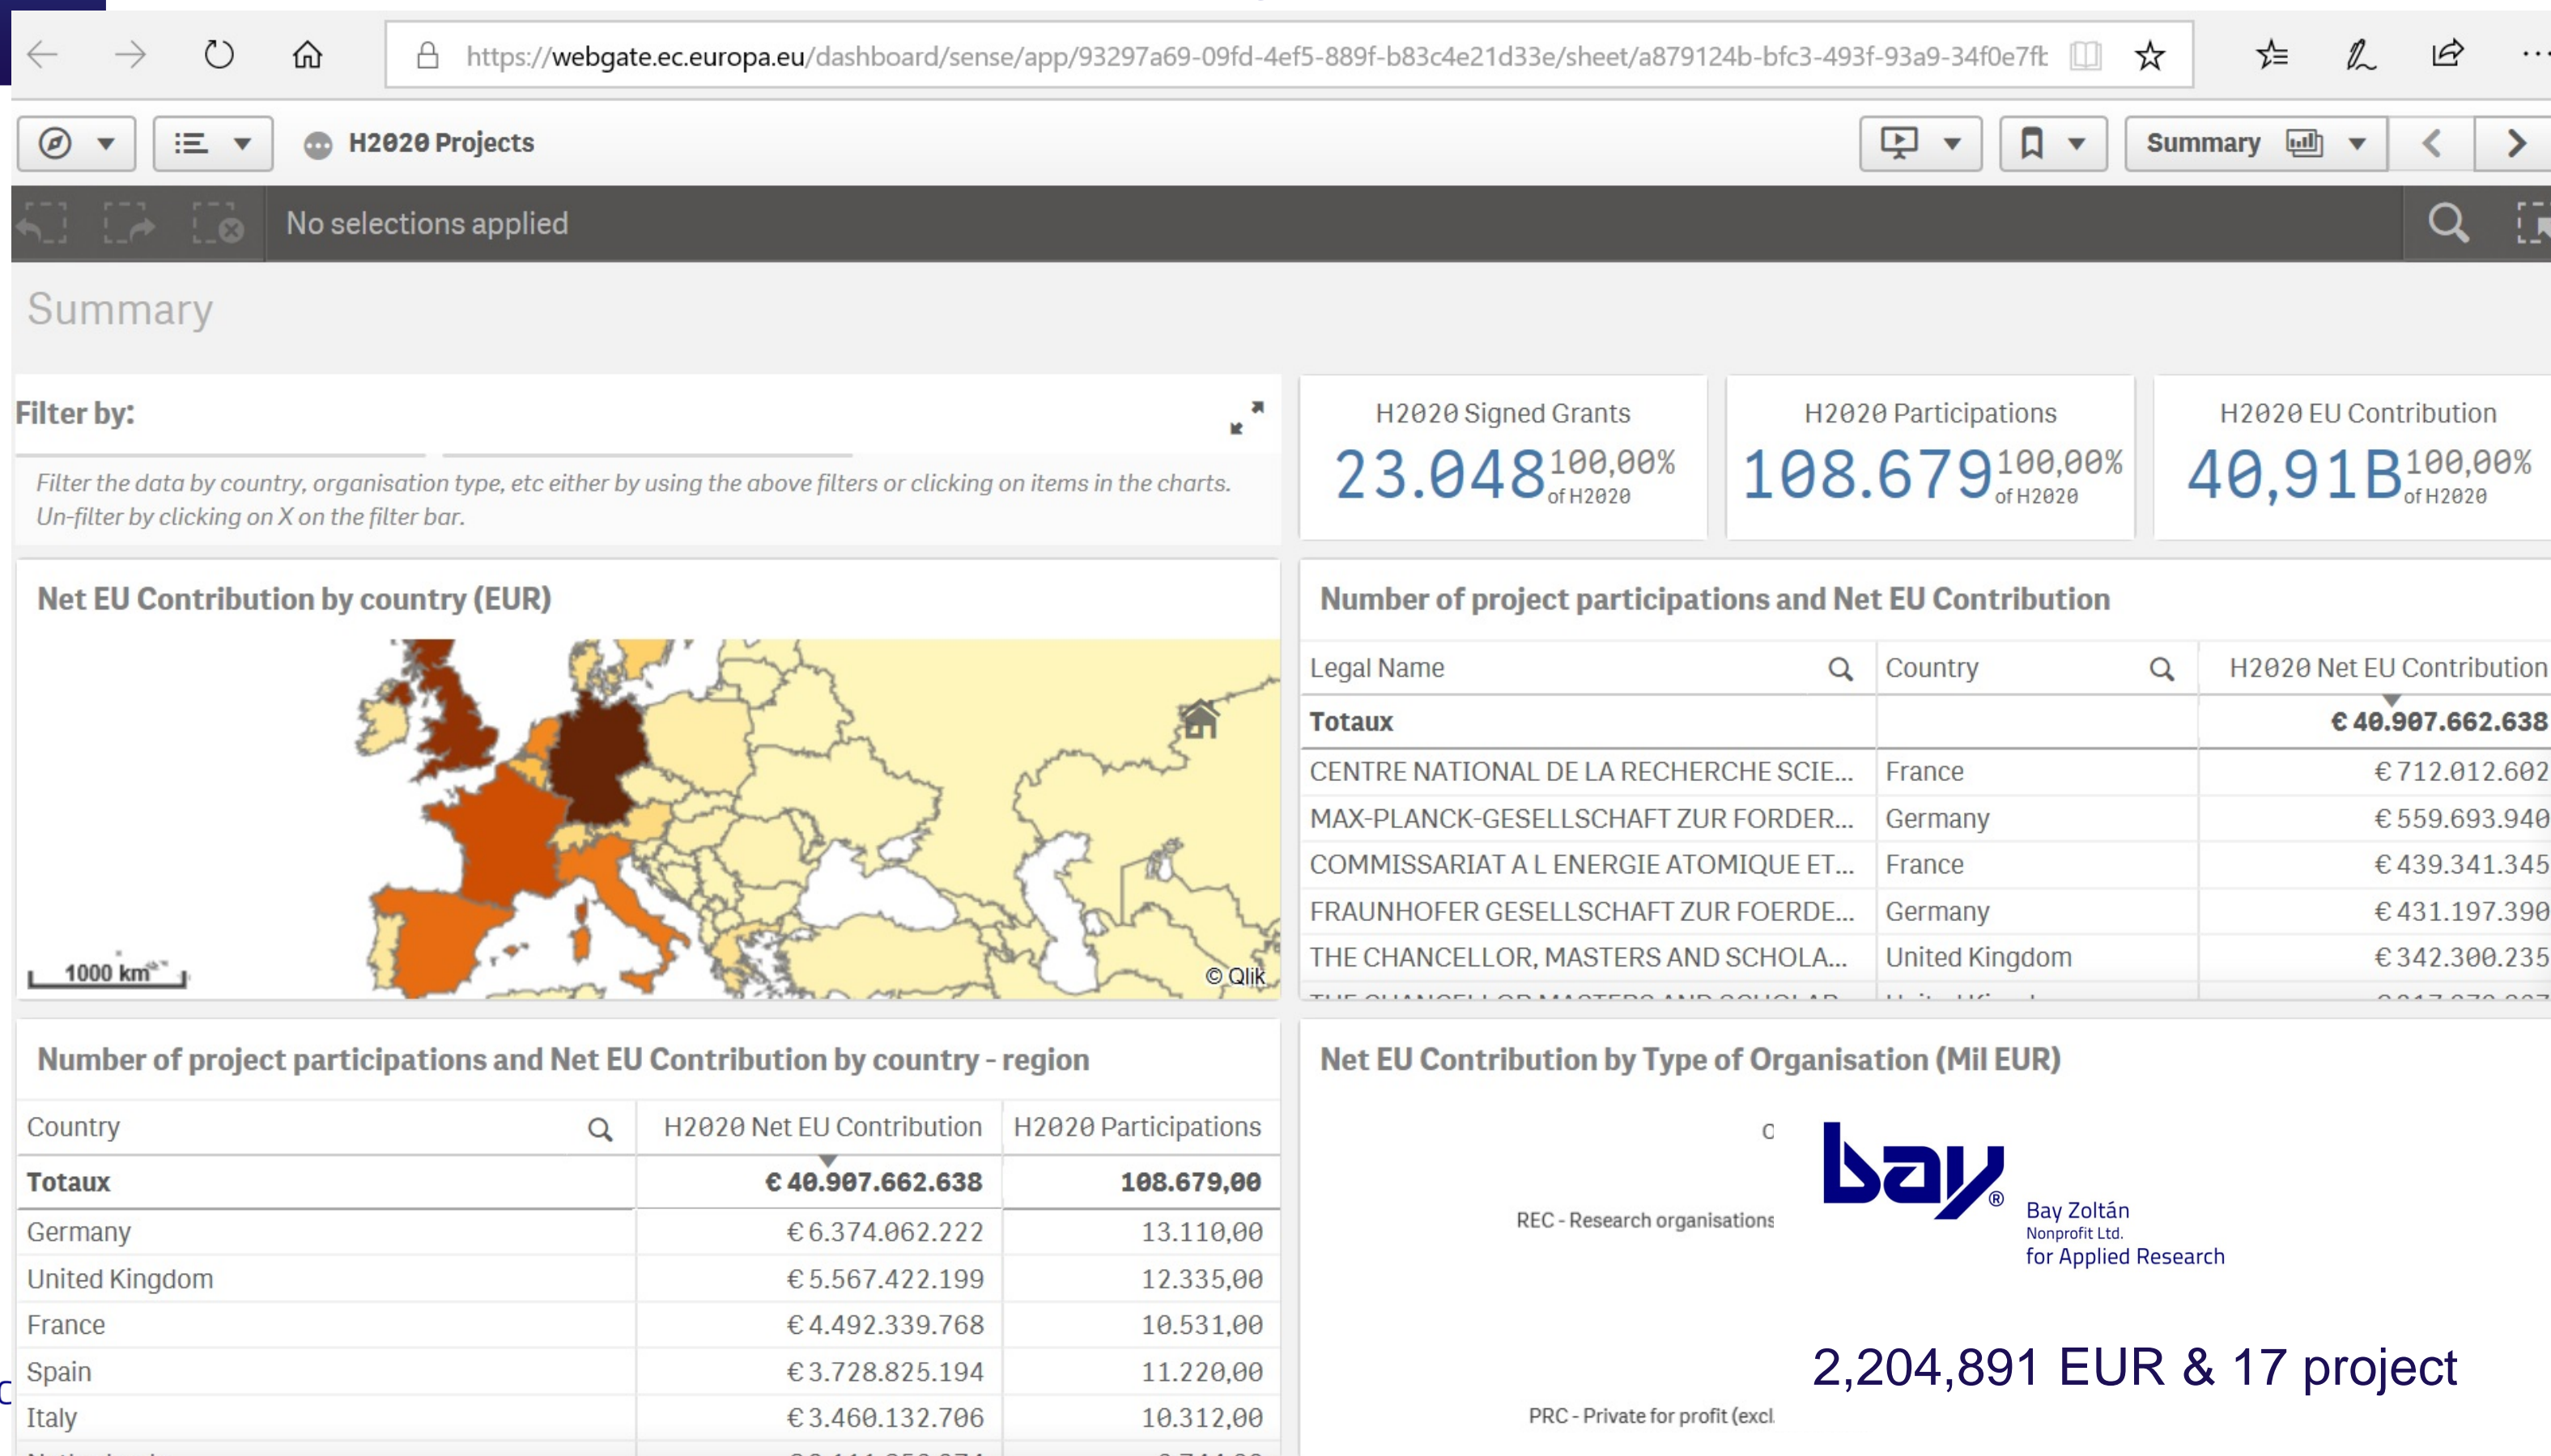 https://webgate.ec.europa.eu/dashboard/sense/app/93297a69-09fd-4ef5-889f-b83c4e21d33e/sheet/a879124b-bfc3-493f-93a9-34f0e7fb
H2020 Projects
Summary
No selections applied
Summary
Filter by:
Filter the data by country, organisation type, etc either by using the above filters or clicking on items in the charts.
Un-filter by clicking on X on the filter bar.
H2020 Signed Grants
23.048 100,00%
of H2020
H2020 Participations
108.679 100,00%
of H2020
H2020 EU Contribution
40,91B 100,00%
of H2020
Net EU Contribution by country (EUR)
1000 km
© Qlik
Number of project participations and Net EU Contribution
Legal Name Country H2020 Net EU Contribution
Totaux € 40.907.662.638
CENTRE NATIONAL DE LA RECHERCHE SCIE... France € 712.012.602
MAX-PLANCK-GESELLSCHAFT ZUR FORDER... Germany € 559.693.940
COMMISSARIAT A L ENERGIE ATOMIQUE ET... France € 439.341.345
FRAUNHOFER GESELLSCHAFT ZUR FOERDE... Germany € 431.197.390
THE CHANCELLOR, MASTERS AND SCHOLA... United Kingdom € 342.300.235
Number of project participations and Net EU Contribution by country - region
Country H2020 Net EU Contribution H2020 Participations
Totaux € 40.907.662.638 108.679,00
Germany € 6.374.062.222 13.110,00
United Kingdom € 5.567.422.199 12.335,00
France € 4.492.339.768 10.531,00
Spain € 3.728.825.194 11.220,00
Italy € 3.460.132.706 10.312,00
Net EU Contribution by Type of Organisation (Mil EUR)
REC - Research organisations
PRC - Private for profit (excl.
bay®
Bay Zoltán
Nonprofit Ltd.
for Applied Research
2,204,891 EUR & 17 project